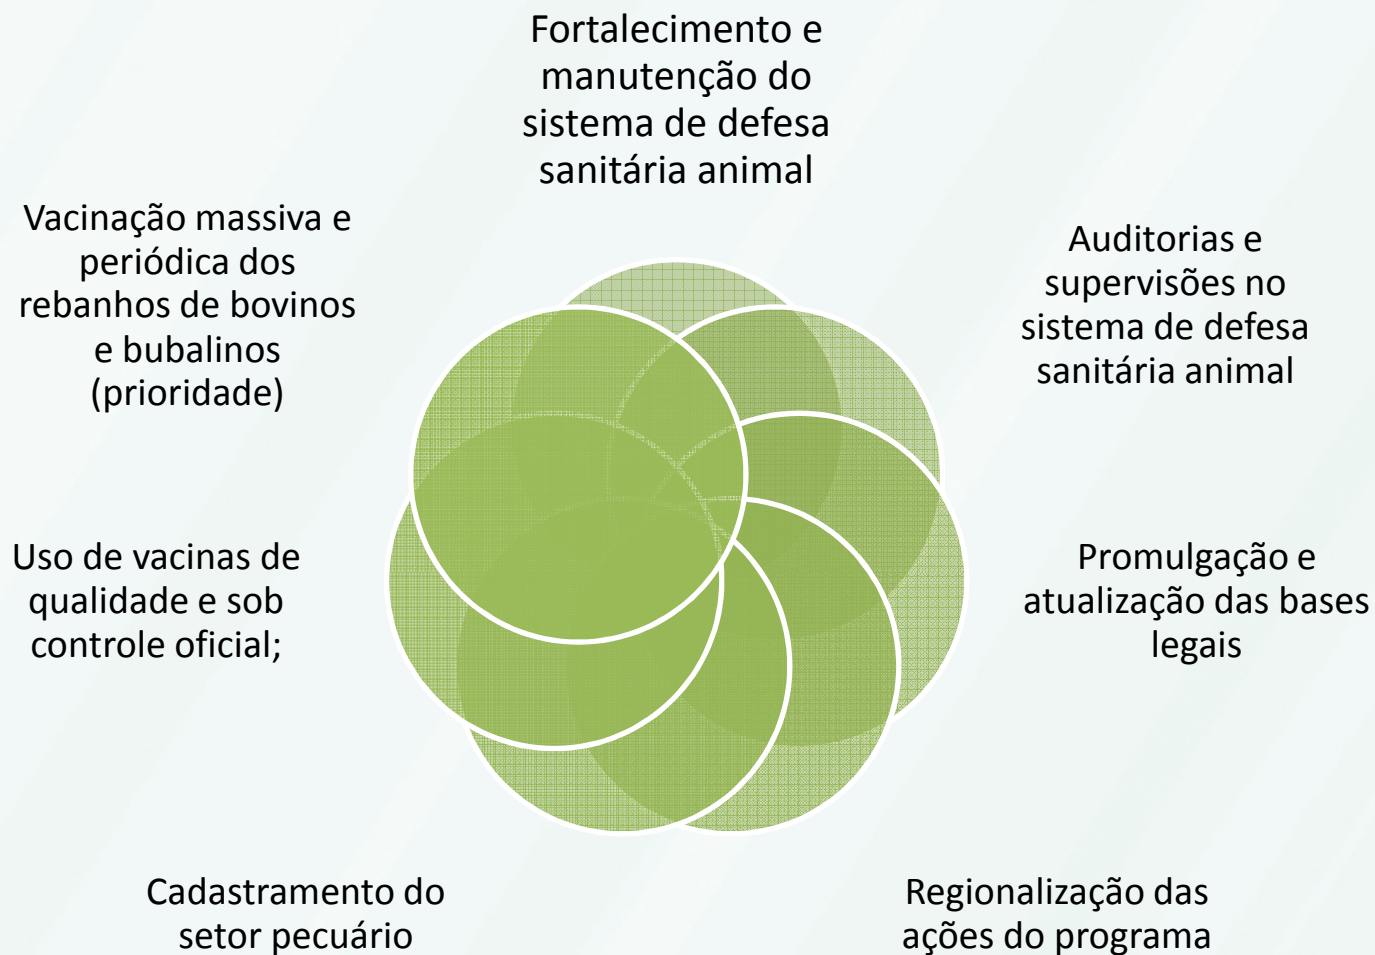 Fortalecimento e
manutenção do
sistema de defesa
sanitária animal
Vacinação massiva e
periódica dos
rebanhos de bovinos
e bubalinos
(prioridade)
Auditorias e
supervisões no
sistema de defesa
sanitária animal
Uso de vacinas de
qualidade e sob
controle oficial;
Promulgação e
atualização das bases
legais
Cadastramento do
setor pecuário
Regionalização das
ações do programa